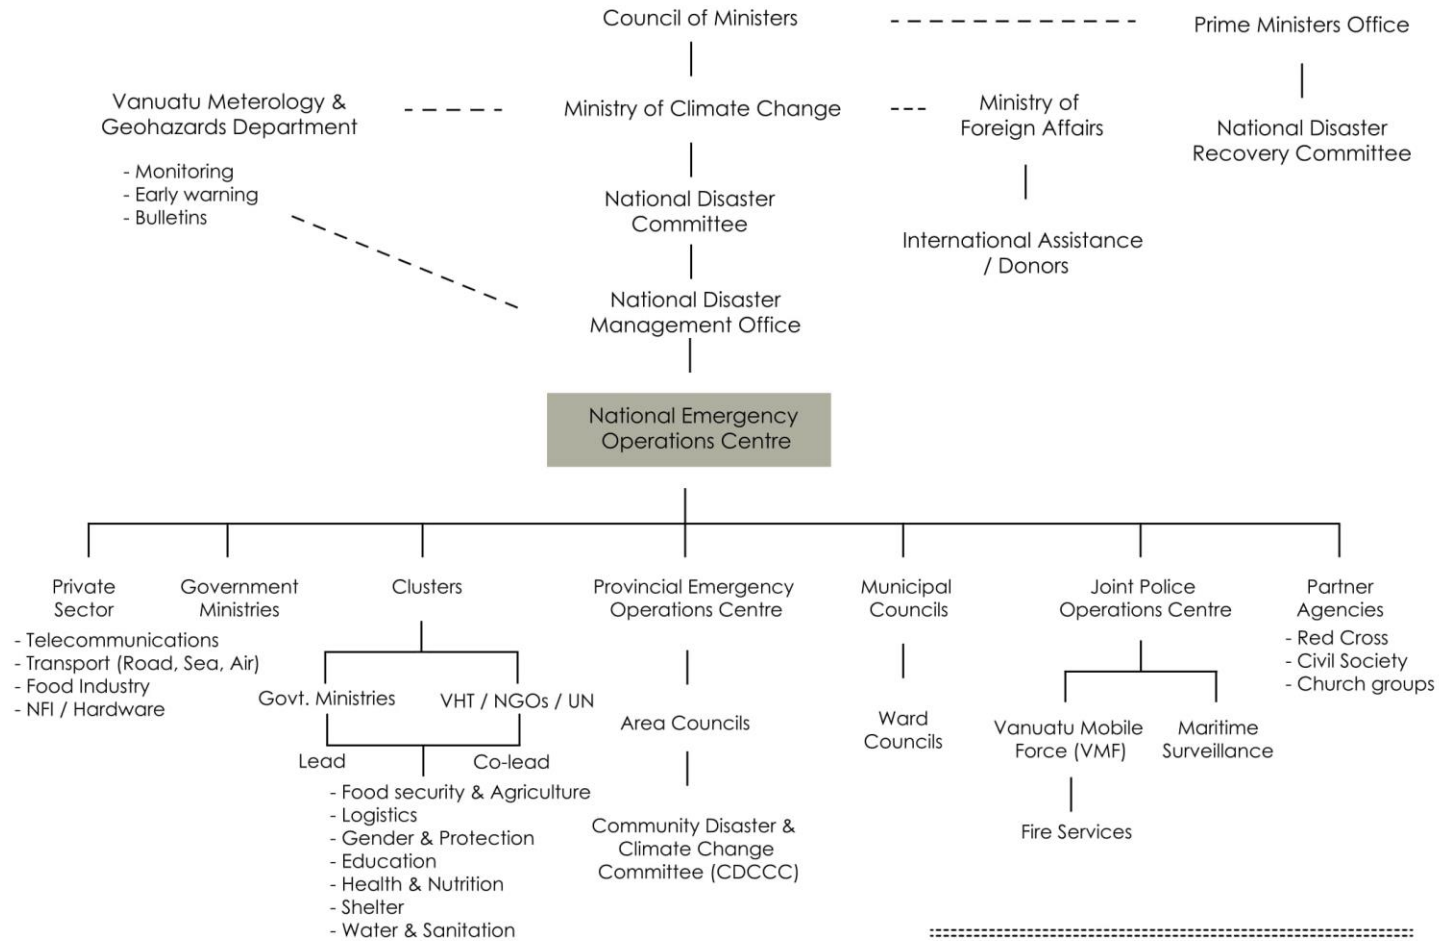 Council of Ministers
Prime Ministers Office
Vanuatu Meterology &
Geohazards Department
- Monitoring
- Early warning
- Bulletins
Ministry of Climate Change
Ministry of
Foreign Affairs
National Disaster
Recovery Committee
National Disaster
Committee
International Assistance
/ Donors
National Disaster
Management Office
National Emergency
Operations Centre
Private
Sector
- Telecommunications
- Transport (Road, Sea, Air)
- Food Industry
- NFI / Hardware
Government
Ministries
Clusters
Govt. Ministries
VHT / NGOs / UN
Lead
Co-lead
- Food security & Agriculture
- Logistics
- Gender & Protection
- Education
- Health & Nutrition
- Shelter
- Water & Sanitation
Provincial Emergency
Operations Centre
Area Councils
Community Disaster &
Climate Change
Committee (CDCCC)
Municipal
Councils
Ward
Councils
Joint Police
Operations Centre
Vanuatu Mobile
Force (VMF)
Maritime
Surveillance
Fire Services
Partner
Agencies
- Red Cross
- Civil Society
- Church groups